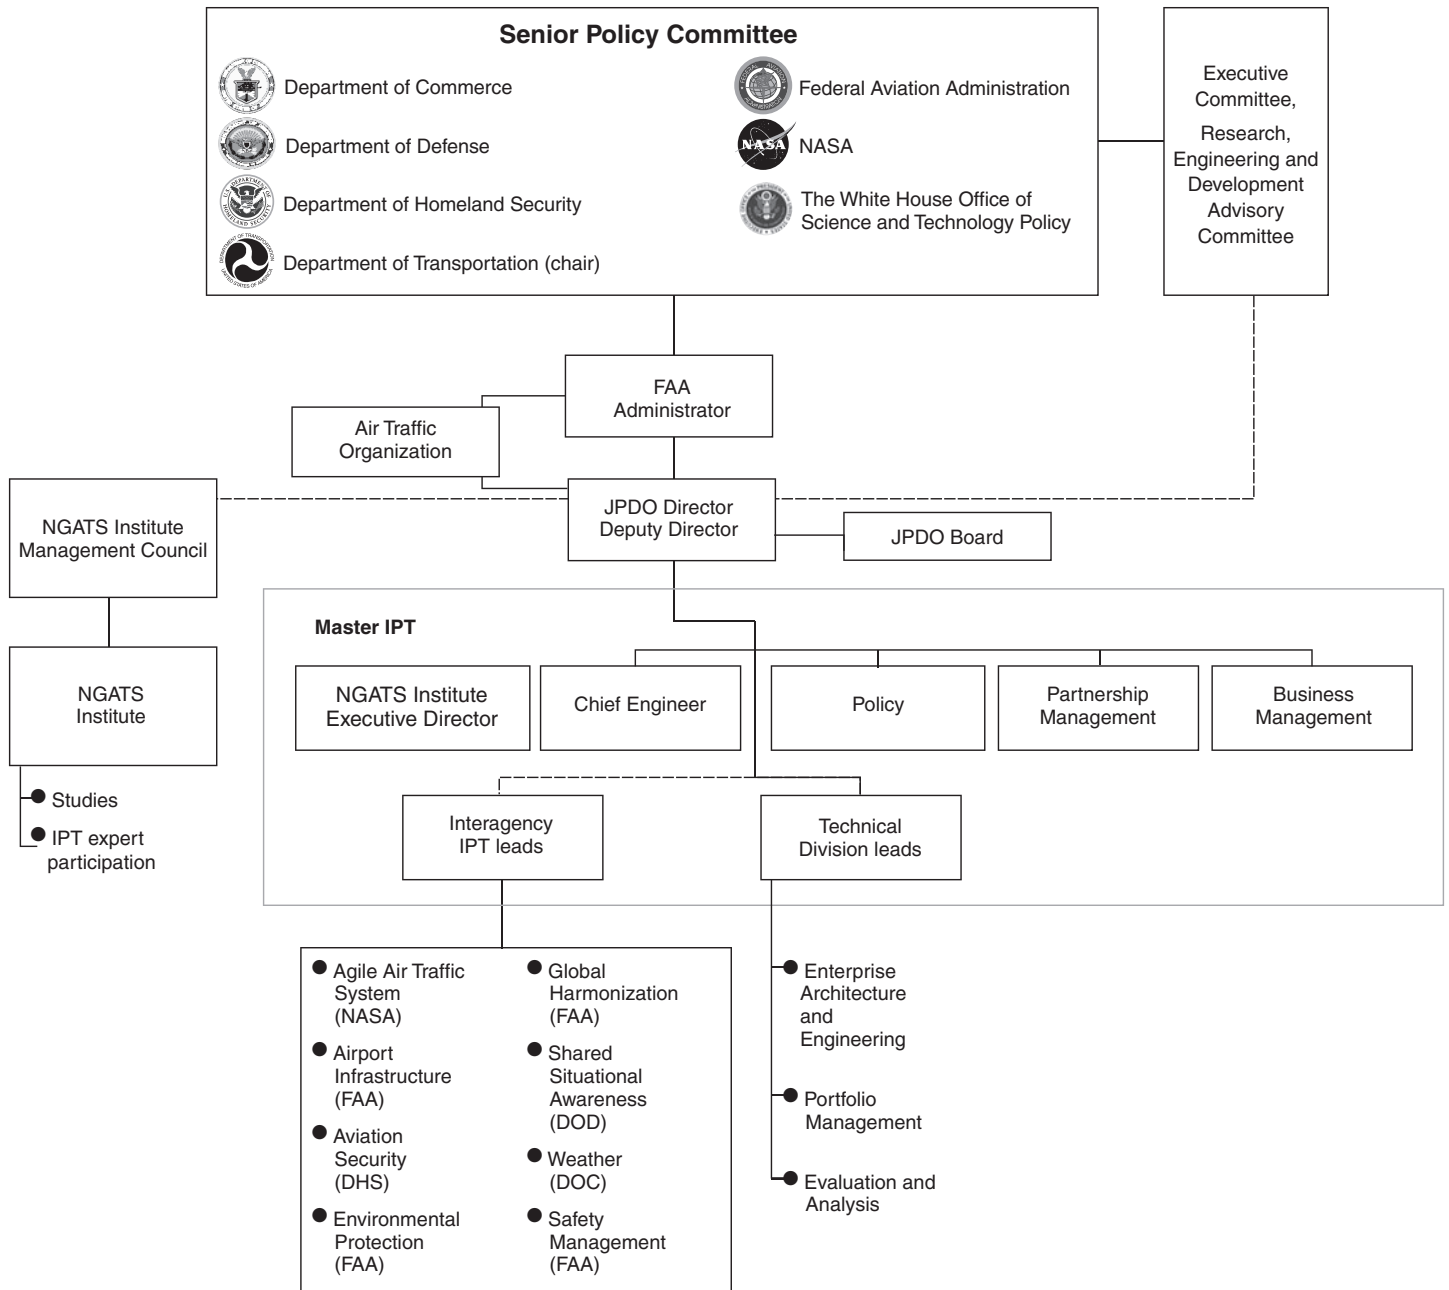 Senior Policy Committee
Department of Commerce
Department of Defense
Department of Homeland Security
Department of Transportation (chair)
Federal Aviation Administration
NASA
NASA
The White House Office of
Science and Technology Policy
Executive
Committee,
Research,
Engineering and
Development
Advisory
Committee
FAA
Administrator
Air Traffic
Organization
JPDO Director
Deputy Director
JPDO Board
NGATS Institute
Management Council
NGATS
Institute
Studies
IPT expert
participation
Master IPT
NGATS Institute
Executive Director
Chief Engineer
Policy
Partnership
Management
Business
Management
Interagency
IPT leads
Technical
Division leads
Agile Air Traffic
System
(NASA)
Airport
Infrastructure
(FAA)
Aviation
Security
(DHS)
Environmental
Protection
(FAA)
Global
Harmonization
(FAA)
Shared
Situational
Awareness
(DOD)
Weather
(DOC)
Safety
Management
(FAA)
Enterprise
Architecture
and
Engineering
Portfolio
Management
Evaluation and
Analysis